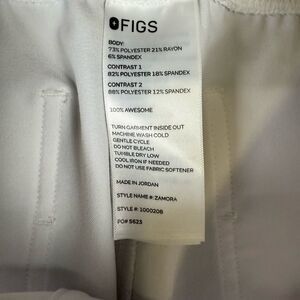 FIGS
BODY:
73% POLYESTER 21% RAYON
6% SPANDEX
CONTRAST 1
82% POLYESTER 18% SPANDEX
CONTRAST 2
88% POLYESTER 12% SPANDEX
100% AWESOME
TURN GARMENT INSIDE OUT
MACHINE WASH COLD
GENTLE CYCLE
DO NOT BLEACH
TUMBLE DRY LOW
COOL IRON IF NEEDED
DO NOT USE FABRIC SOFTENER
MADE IN JORDAN
STYLE NAME #: ZAMORA
STYLE #: 1000208
PO# 5623